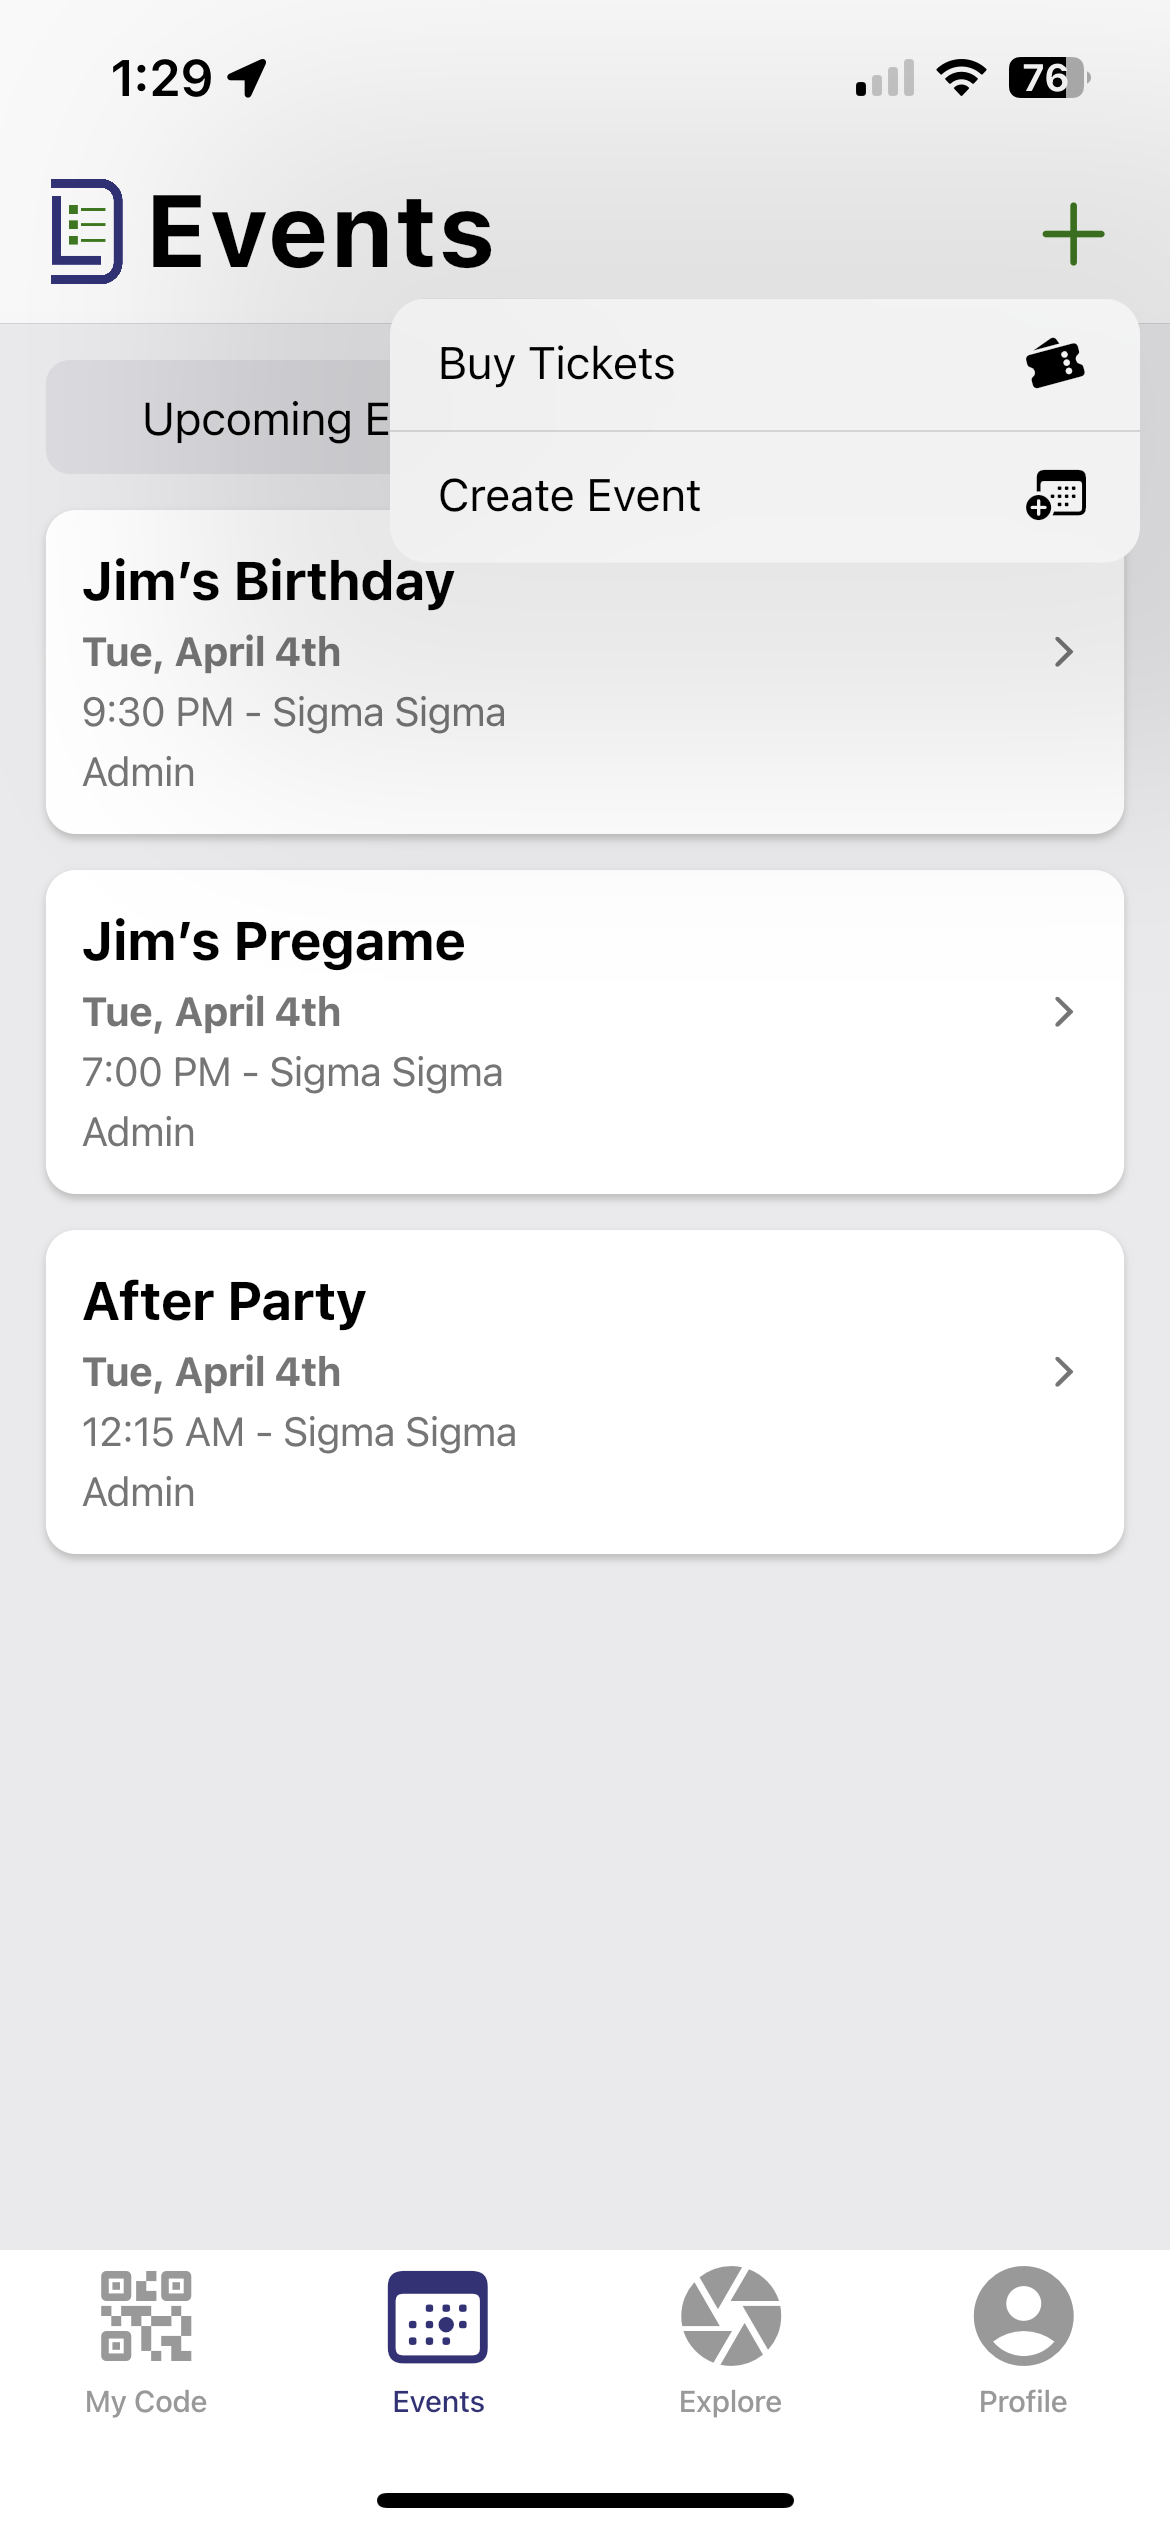 1:29
76
Events
Buy Tickets
Upcoming E
Create Event
Jim's Birthday
Tue, April 4th
9:30 PM - Sigma Sigma
Admin
Jim's Pregame
Tue, April 4th
7:00 PM - Sigma Sigma
Admin
After Party
Tue, April 4th
12:15 AM - Sigma Sigma
Admin
My Code
Events
Explore
Profile